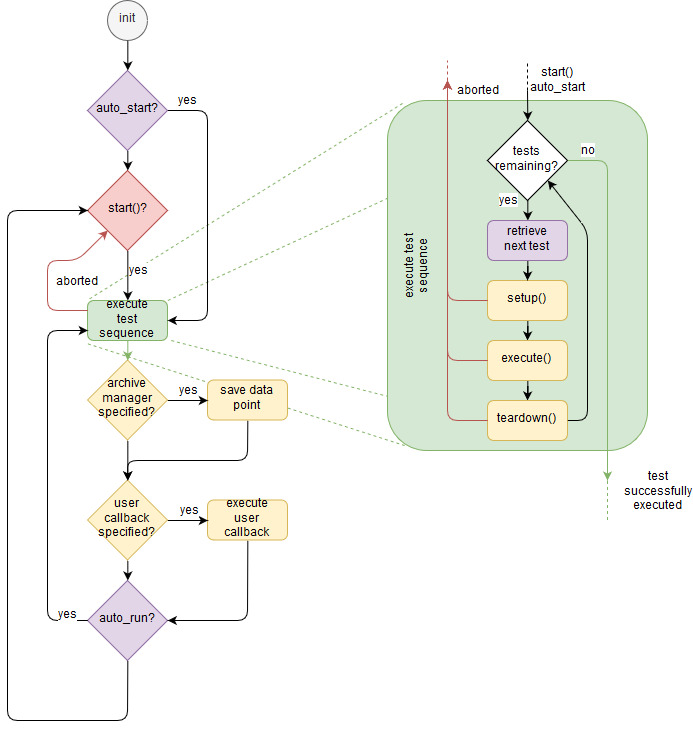 init
auto_start?
yes
start()?
yes
aborted
execute
test
sequence
archive
manager
specified?
yes
save data
point
user
callback
specified?
yes
execute
user
callback
auto_run?
yes
aborted
start()
auto_start
tests
remaining?
no
yes
retrieve
next test
execute test
sequence
setup()
execute()
teardown()
test
successfully
executed